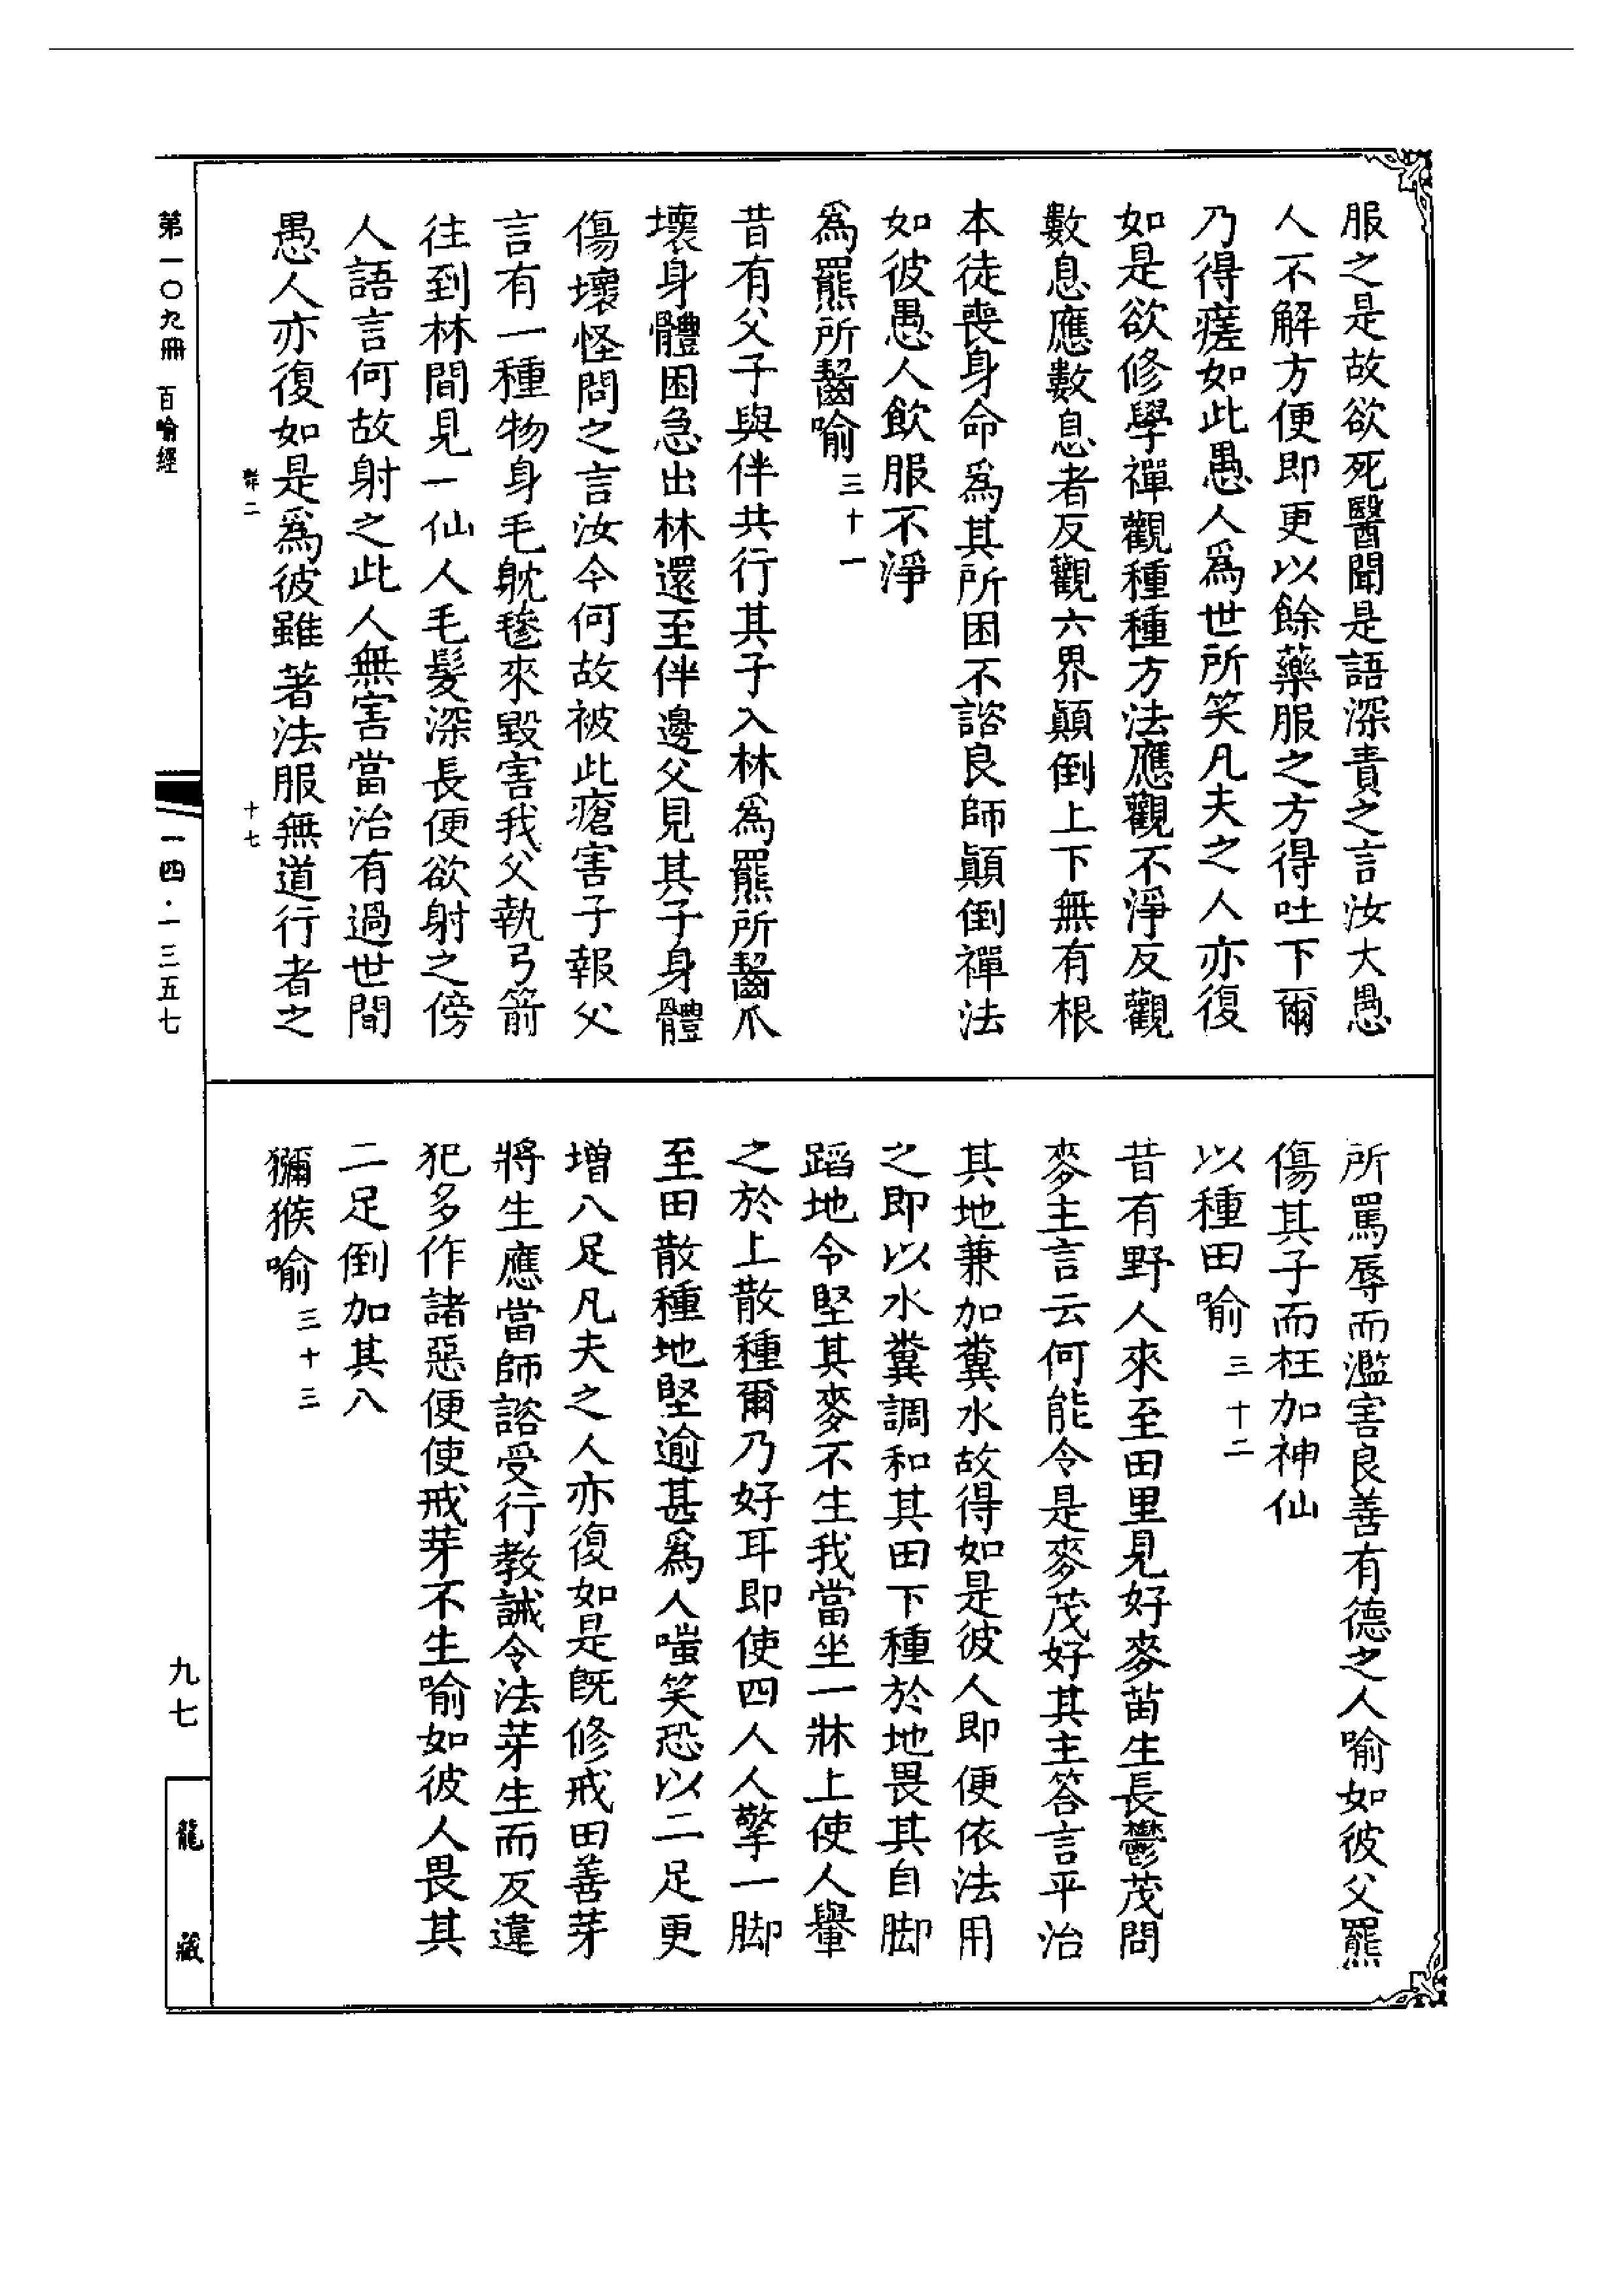 服之是故欲死醫聞是語深責之言汝大愚
人不解方便即更以餘藥服之方得吐下爾
乃得瘥如此愚人爲世所笑凡夫之人亦復
如是欲修學禪觀種種方法應觀不淨反觀
數息應數息者反觀六界顛倒上下無有根
本徒喪身命爲其所困不諮良師顛倒禪法
如彼愚人飲服不淨
爲羆所齧喻三十一
昔有父子與伴共行其子入林爲羆所齧爪
壞身體困急出林還至伴邊父見其子身體
傷壞怪問之言汝今何故被此瘡害子報父
言有一種物身毛躭毿來毀害我父執弓箭
往到林間見一仙人毛髮深長便欲射之傍
人語言何故射之此人無害當治有過世間
愚人亦復如是爲彼雖著法服無道行者之
所罵辱而濫害良善有德之人喻如彼父羆
傷其子而枉加神仙
以種田喻三十二
昔有野人來至田里見好麥苗生長鬱茂問
麥主言云何能令是麥茂好其主答言平治
其地兼加糞水故得如是彼人即便依法用
之即以水糞調和其田下種於地畏其自脚
蹈地令堅其麥不生我當坐一牀上使人轝
之於上散種爾乃好耳即使四人人擎一脚
至田散種地堅逾甚爲人嗤笑恐以二足更
增八足凡夫之人亦復如是旣修戒田善芽
將生應當師諮受行教誡令法芽生而反違
犯多作諸惡便使戒芽不生喻如彼人畏其
二足倒加其八
獼猴喻三十三
第一〇九冊 百喻經
十七
一四·一三五七
九七
龍藏